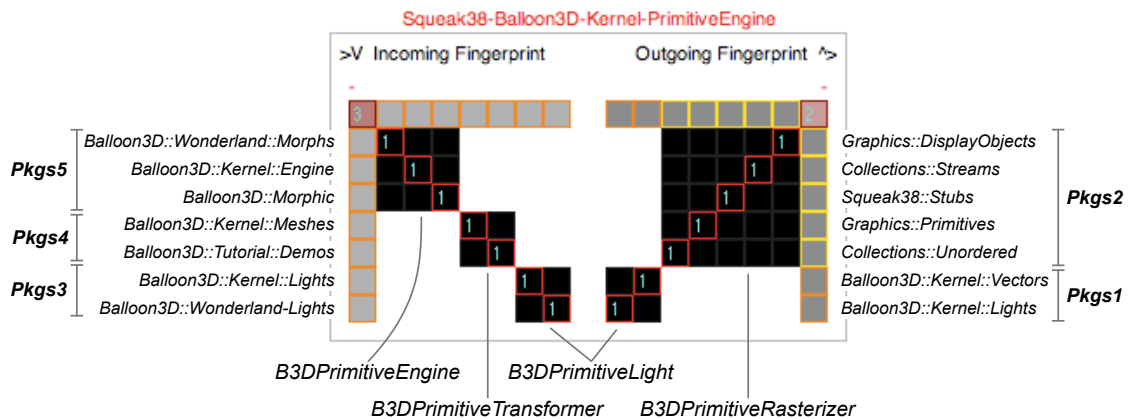 Squeak38-Balloon3D-Kernel-PrimitiveEngine
>V Incoming Fingerprint Outgoing Fingerprint ^>
- -
3 2
Balloon3D::Wonderland::Morphs 1 1 Graphics::DisplayObjects
Pkgs5 Balloon3D::Kernel::Engine 1 1 Collections::Streams
Balloon3D::Morphic 1 1 Squeak38::Stubs Pkgs2
Pkgs4 Balloon3D::Kernel::Meshes 1 1 Graphics::Primitives
Balloon3D::Tutorial::Demos 1 1 Collections::Unordered
Pkgs3 Balloon3D::Kernel::Lights 1 1 Balloon3D::Kernel::Vectors Pkgs1
Balloon3D::Wonderland-Lights 1 1 Balloon3D::Kernel::Lights
B3DPrimitiveEngine B3DPrimitiveLight
B3DPrimitiveTransformer B3DPrimitiveRasterizer